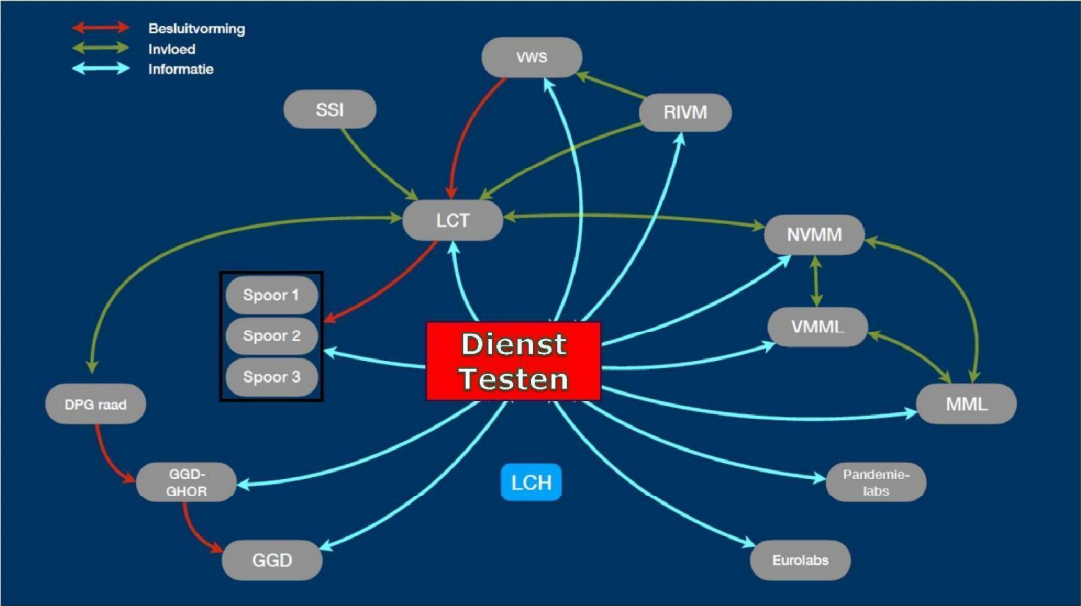 Besluitvorming
Invloed
Informatie
VWS
SSI
RIVM
LCT
NVMM
Spoor 1
Spoor 2
Spoor 3
VMML
Dienst
Testen
DPG raad
MML
GGD-
GHOR
LCH
Pandemie-
labs
GGD
Eurolabs